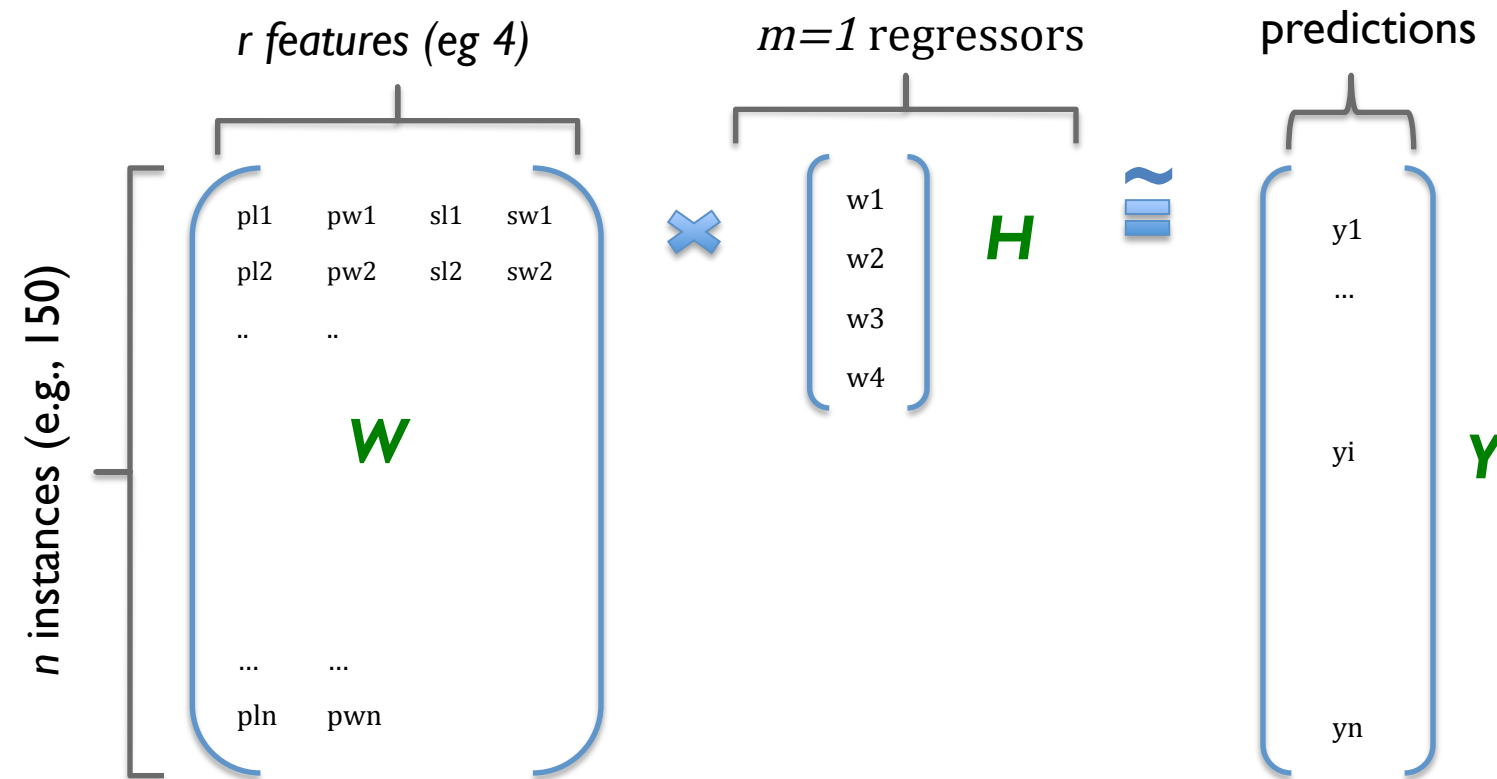 r features (eg 4)
m=1 regressors
predictions
n instances (e.g., 150)
pl1 pw1 sl1 sw1
pl2 pw2 sl2 sw2
.. ..
W
... ...
pln pwn
w1
w2
w3
w4
H
≅
y1
...
yi
yn
Y